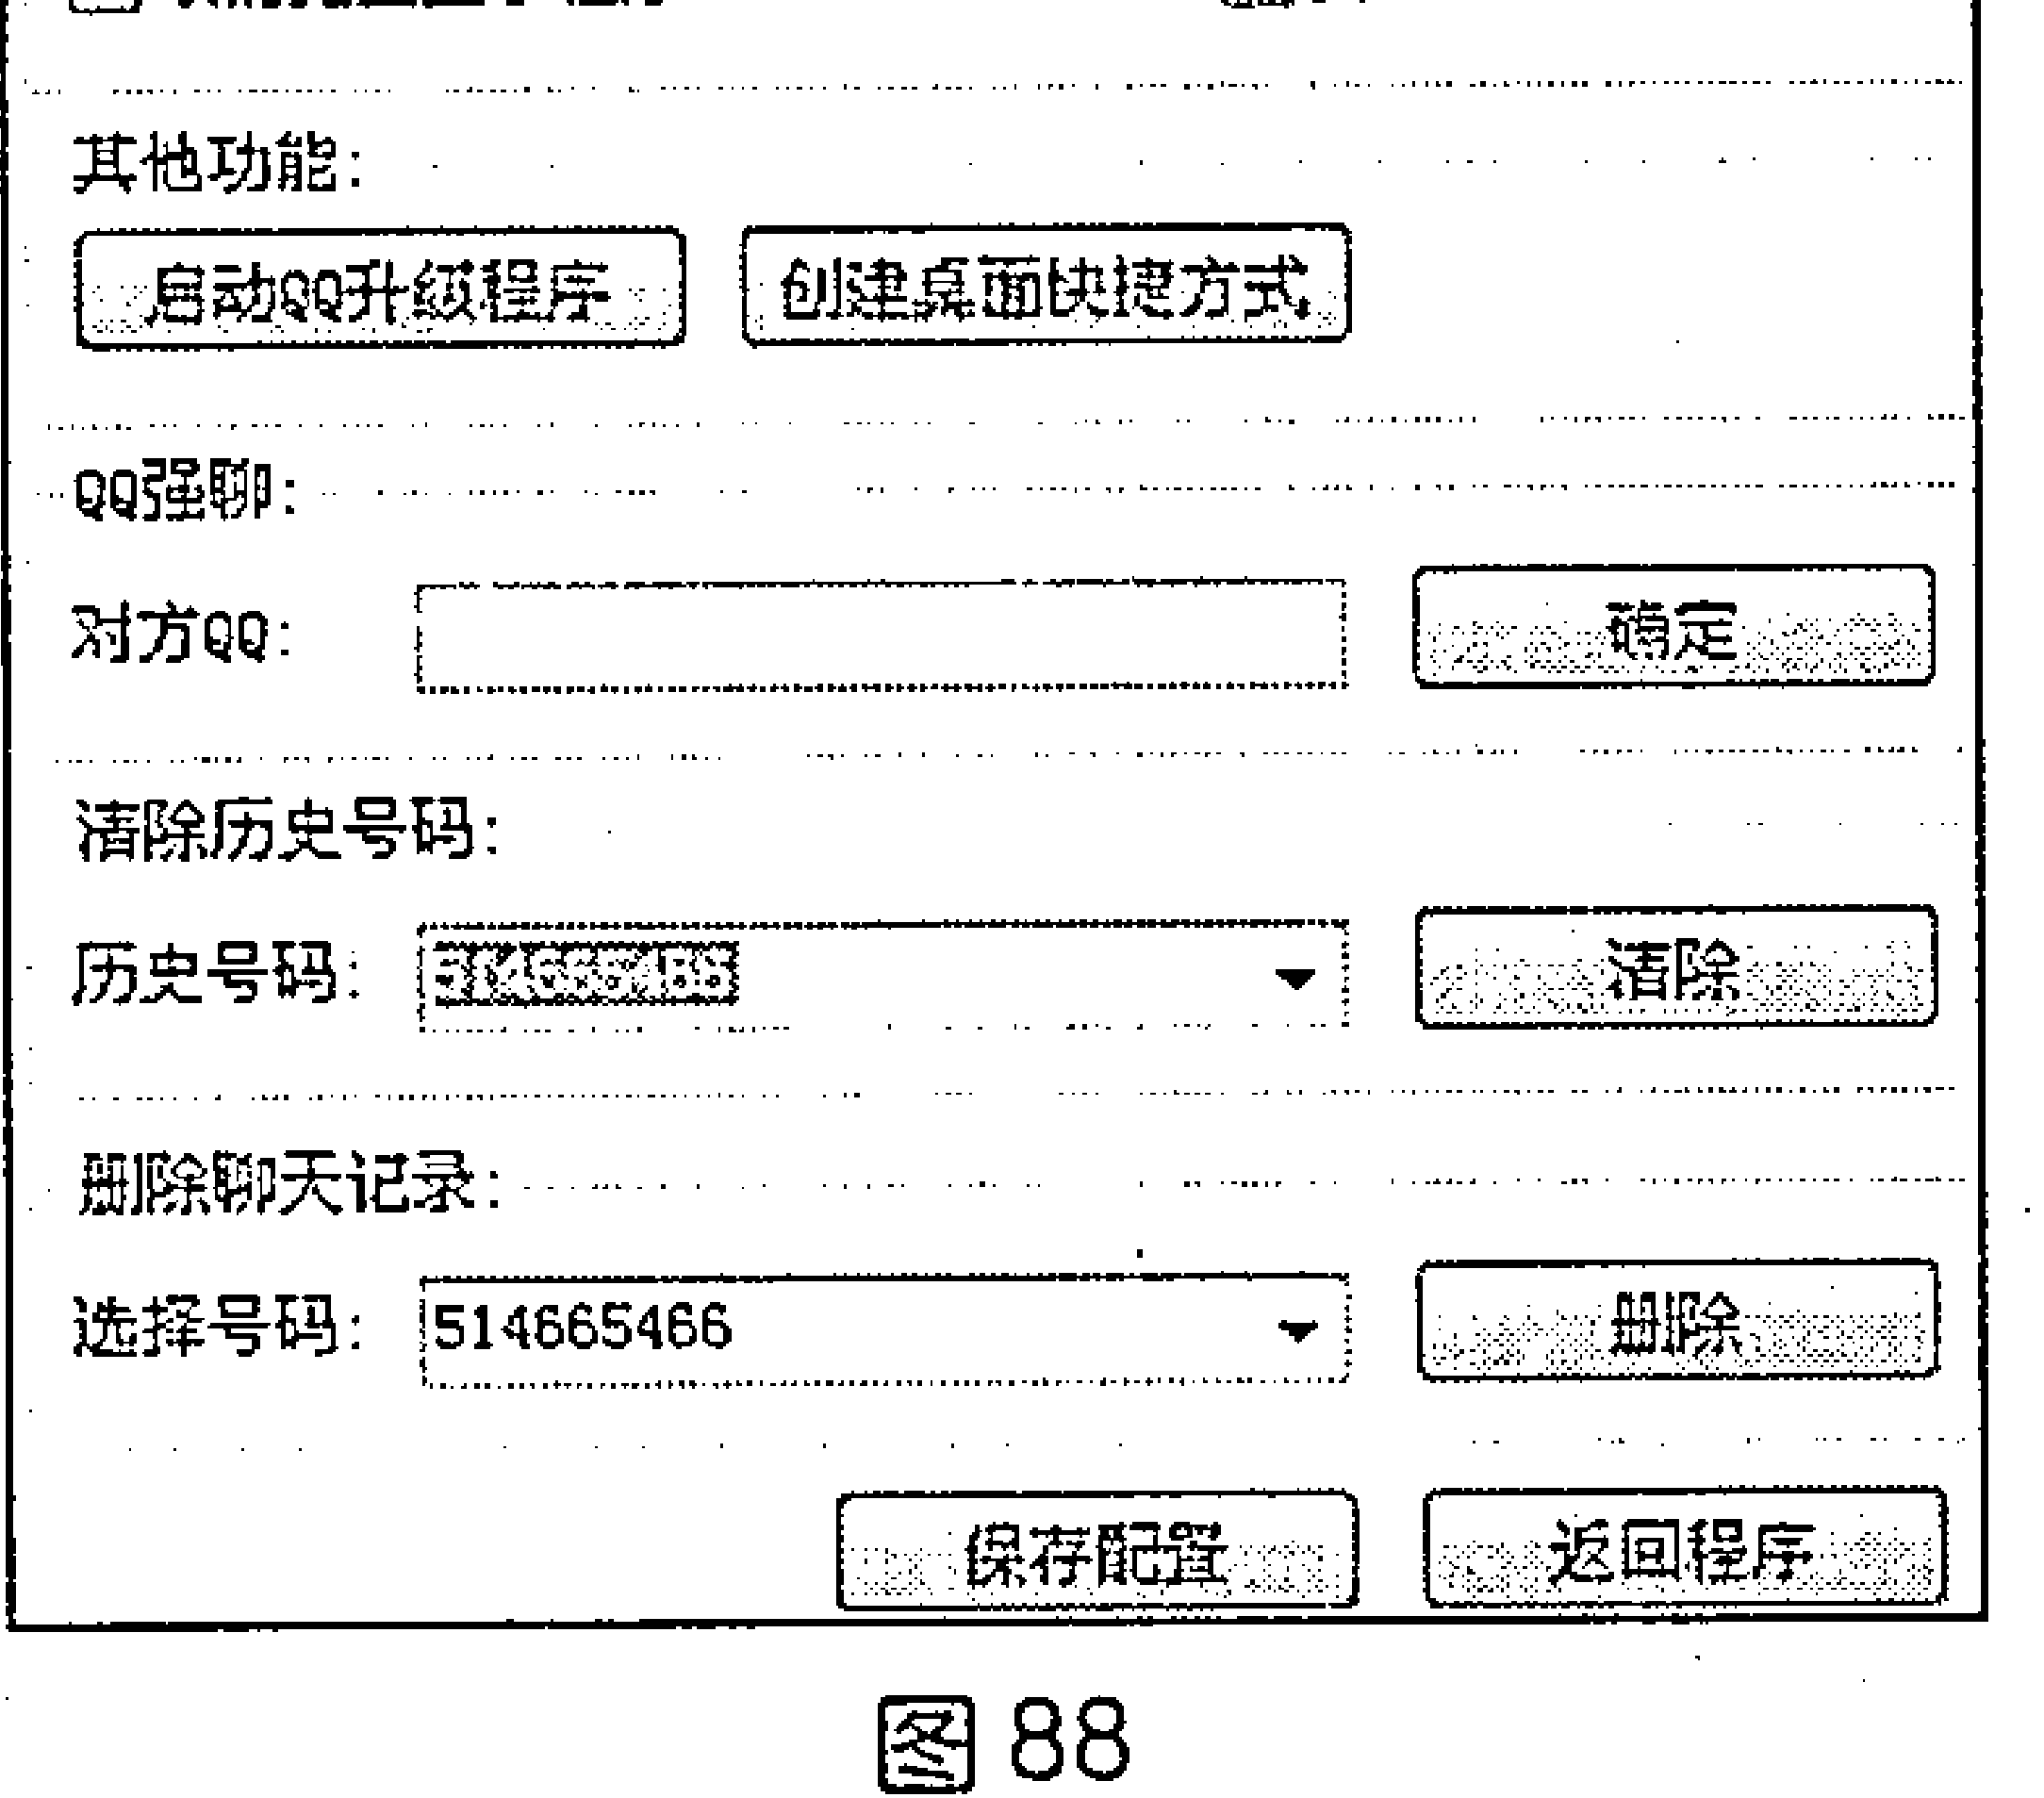 其他功能:
启动QQ升级程序 创建桌面快捷方式
QQ强聊:
对方QQ: 确定
清除历史号码:
历史号码: 514665466 清除
删除聊天记录:
选择号码: 514665466 删除
保存配置 返回程序
图 88